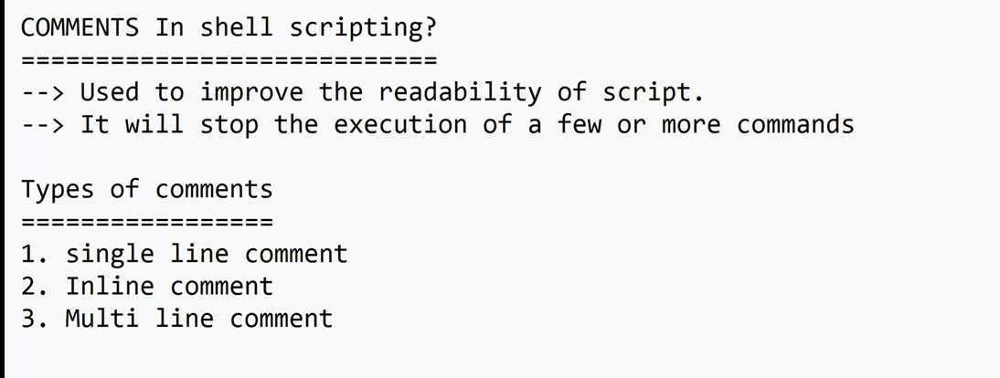 COMMENTS In shell scripting?
============================
--> Used to improve the readability of script.
--> It will stop the execution of a few or more commands
Types of comments
=================
1. single line comment
2. Inline comment
3. Multi line comment